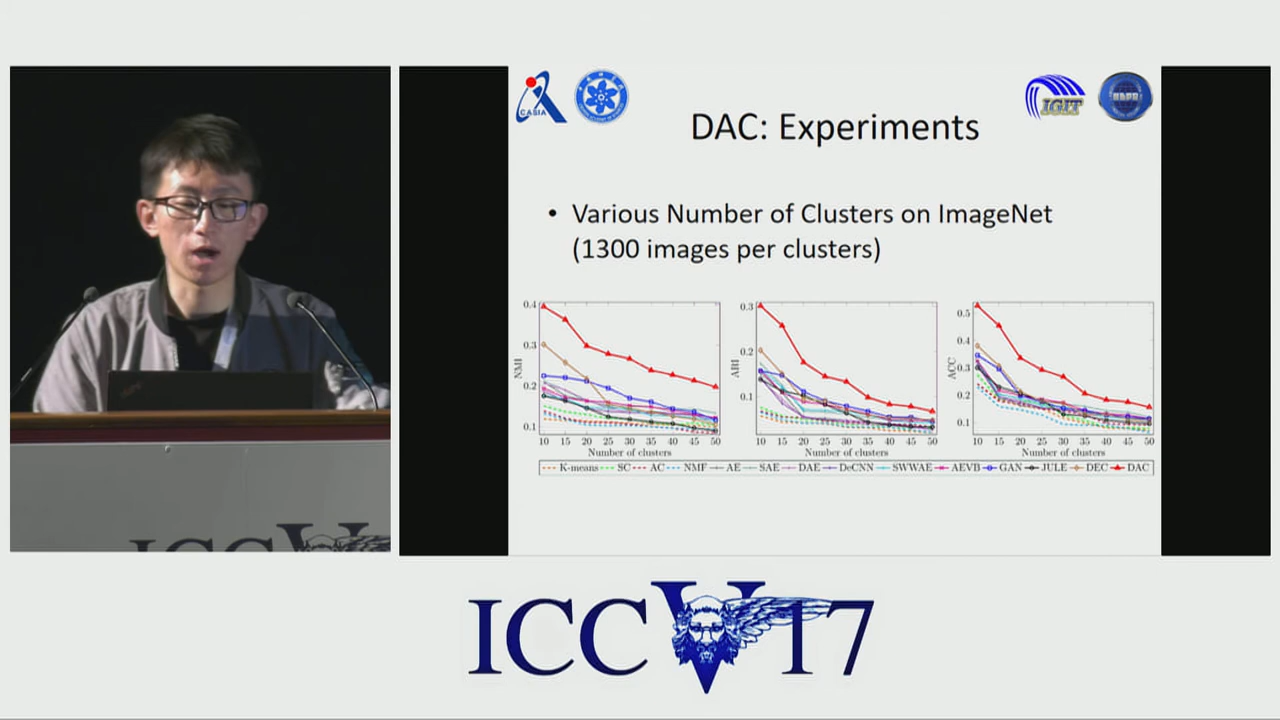 CASIA
IGIT
DAC: Experiments
• Various Number of Clusters on ImageNet
(1300 images per clusters)
0.4
0.3
0.2
0.1
NMI
10 15 20 25 30 35 40 45 50
Number of clusters
0.3
0.2
0.1
ARI
10 15 20 25 30 35 40 45 50
Number of clusters
0.5
0.4
0.3
0.2
0.1
ACC
10 15 20 25 30 35 40 45 50
Number of clusters
K-means SC AC NMF AE SAE DAE DeCNN SWWAE AEVB GAN JULE DEC DAC
ICCV
ICCV 17